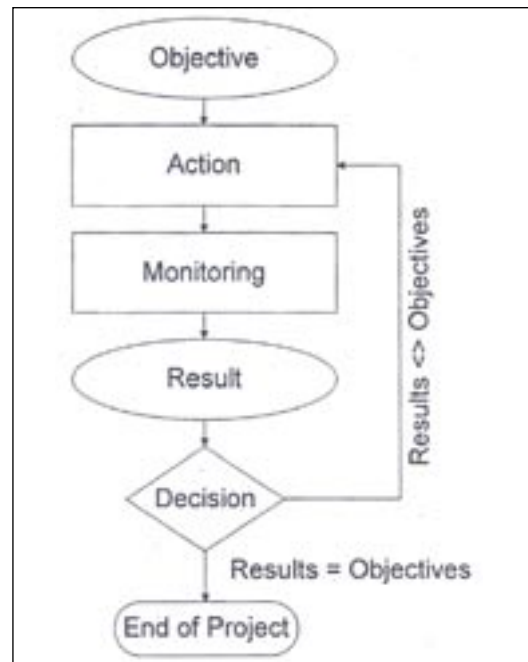 Objective
Action
Monitoring
Result
Results <> Objectives
Decision
Results = Objectives
End of Project